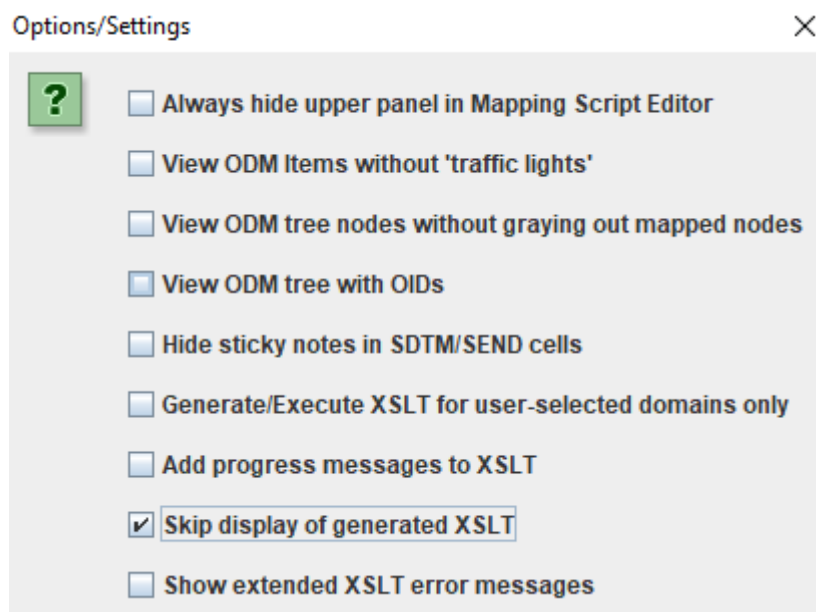 Options/Settings
?
Always hide upper panel in Mapping Script Editor
View ODM Items without 'traffic lights'
View ODM tree nodes without graying out mapped nodes
View ODM tree with OIDs
Hide sticky notes in SDTM/SEND cells
Generate/Execute XSLT for user-selected domains only
Add progress messages to XSLT
Skip display of generated XSLT
Show extended XSLT error messages